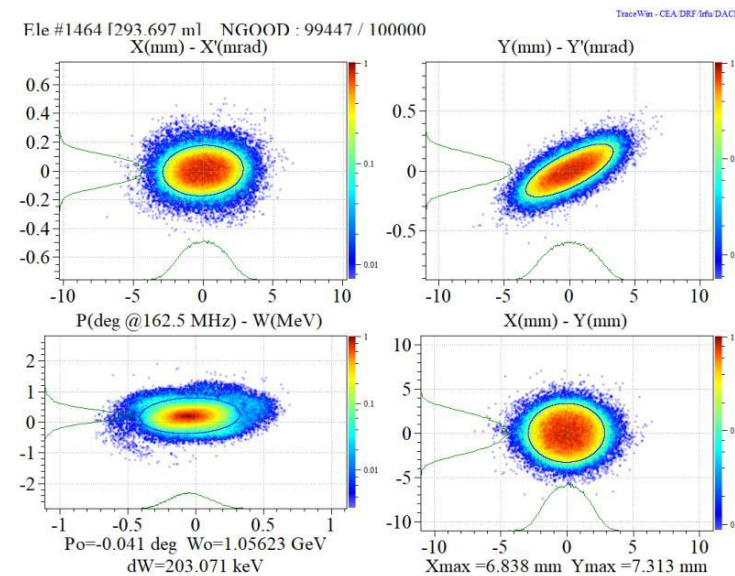 TraceWin - CEA/DRF/Irfu/DACM
Ele #1464 [293.697 m] NGOOD : 99447 / 100000
X(mm) - X'(mrad)
Y(mm) - Y'(mrad)
0.6
0.4
0.2
0
-0.2
-0.4
-0.6
-10 -5 0 5 10
1
0.1
0.01
0.5
0
-0.5
-10 -5 0 5 10
1
P(deg @162.5 MHz) - W(MeV)
X(mm) - Y(mm)
2
1
0
-1
-2
-1 -0.5 0 0.5 1
1
0.1
0.01
10
5
0
-5
-10
-10 -5 0 5 10
1
Po=-0.041 deg Wo=1.05623 GeV
dW=203.071 keV
Xmax =6.838 mm Ymax =7.313 mm